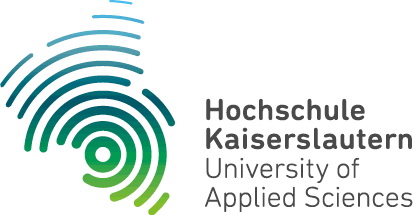 Hochschule
Kaiserslautern
University of
Applied Sciences